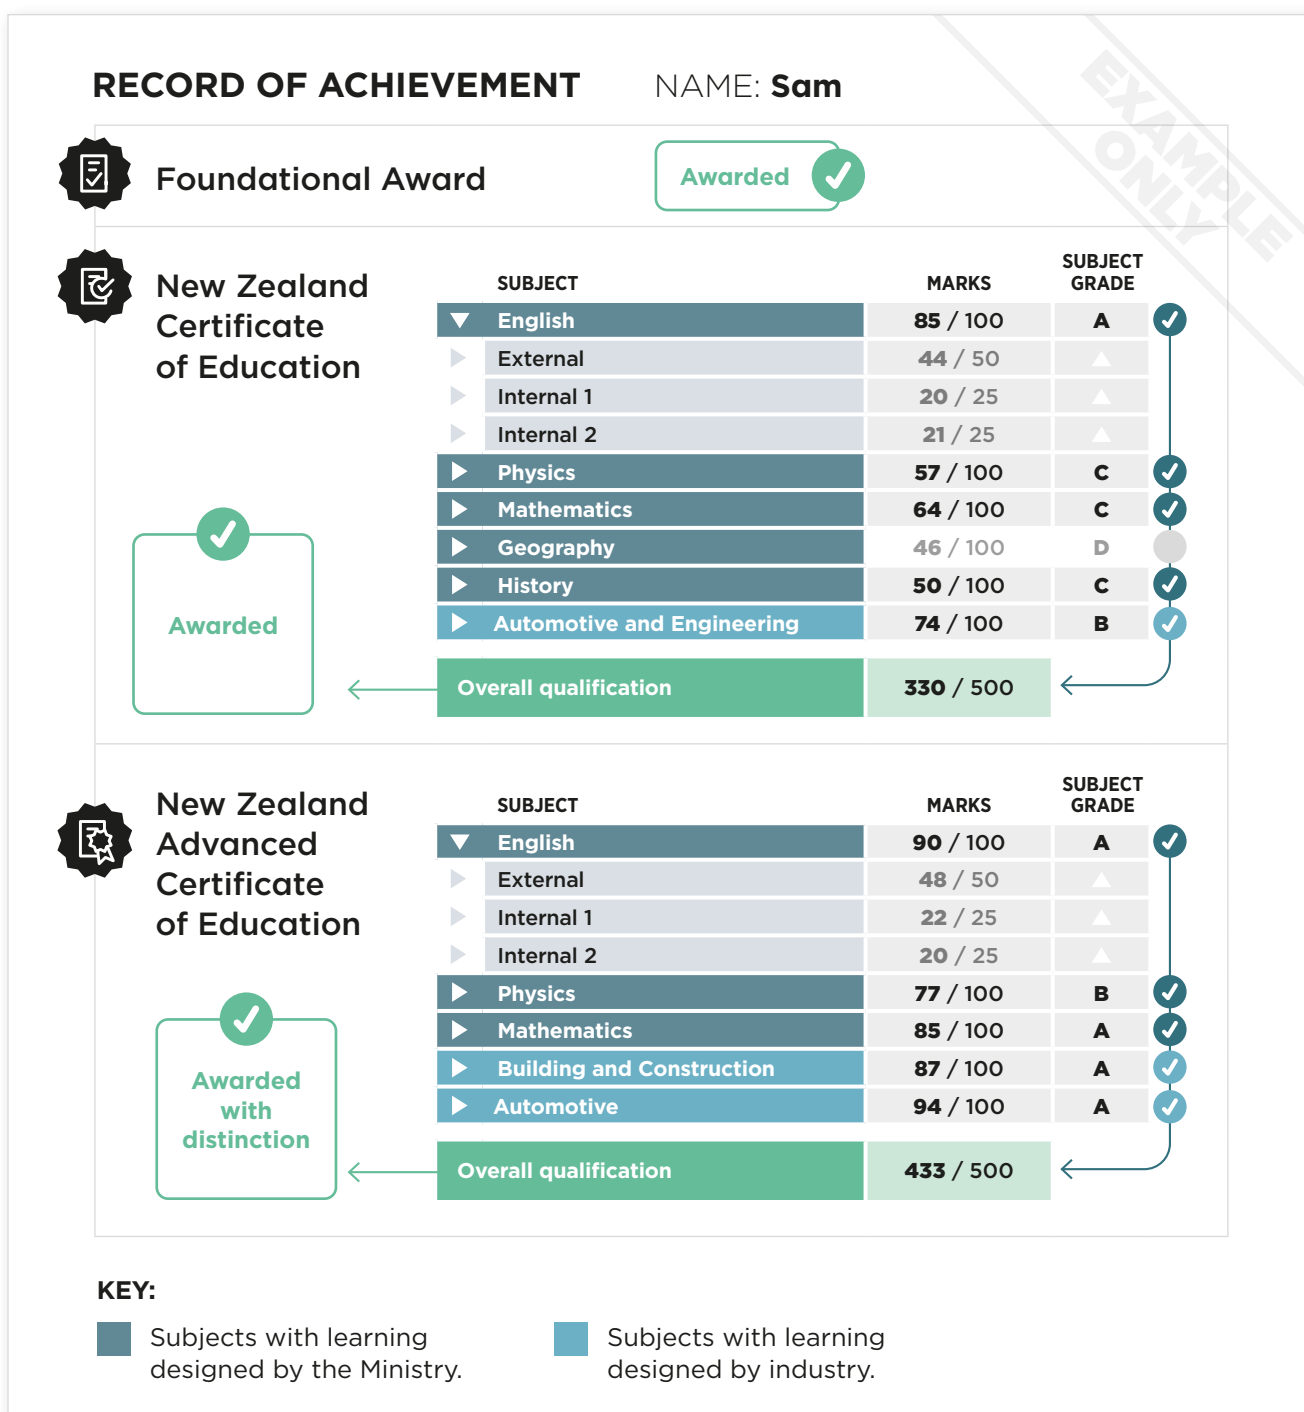 RECORD OF ACHIEVEMENT NAME: Sam
EXAMPLE
ONLY
Foundational Award Awarded
New Zealand
Certificate
of Education
Awarded
SUBJECT MARKS SUBJECT GRADE
English 85 / 100 A
External 44 / 50
Internal 1 20 / 25
Internal 2 21 / 25
Physics 57 / 100 C
Mathematics 64 / 100 C
Geography 46 / 100 D
History 50 / 100 C
Automotive and Engineering 74 / 100 B
Overall qualification 330 / 500
New Zealand
Advanced
Certificate
of Education
Awarded
with
distinction
SUBJECT MARKS SUBJECT GRADE
English 90 / 100 A
External 48 / 50
Internal 1 22 / 25
Internal 2 20 / 25
Physics 77 / 100 B
Mathematics 85 / 100 A
Building and Construction 87 / 100 A
Automotive 94 / 100 A
Overall qualification 433 / 500
KEY:
Subjects with learning
designed by the Ministry.
Subjects with learning
designed by industry.